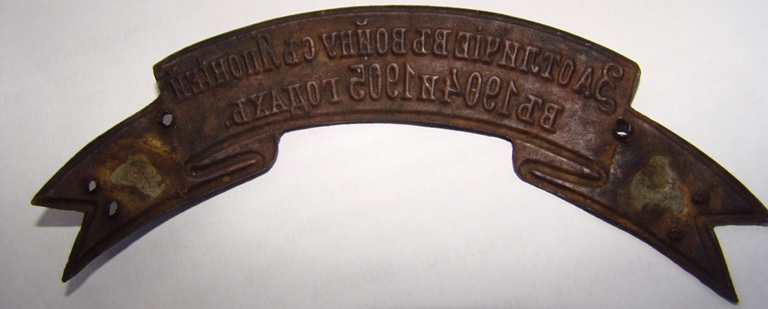 За отличіе въ войну съ Японіей
въ 1904 и 1905 годахъ.